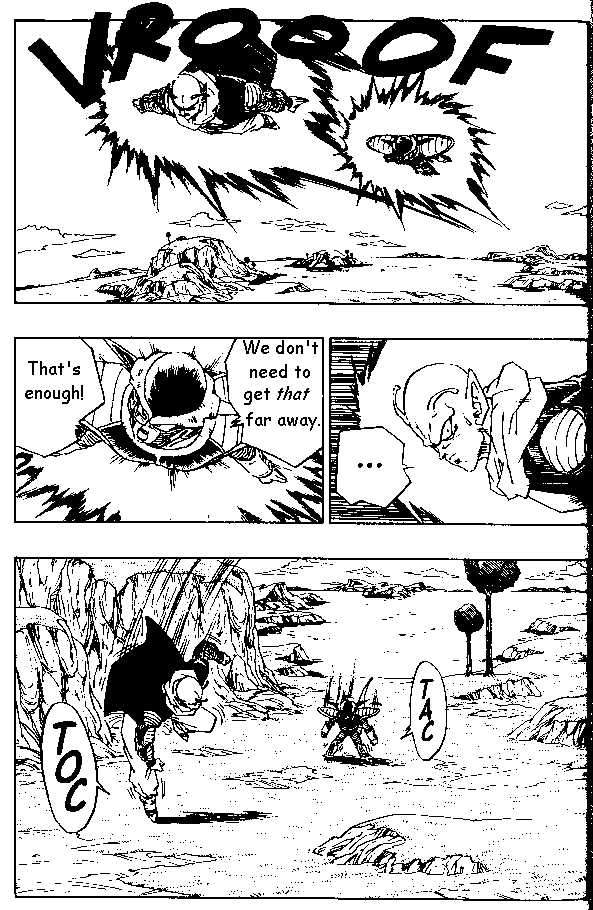 VROOOF
That's
enough!
We don't
need to
get that
far away.
...
TOC
TAC